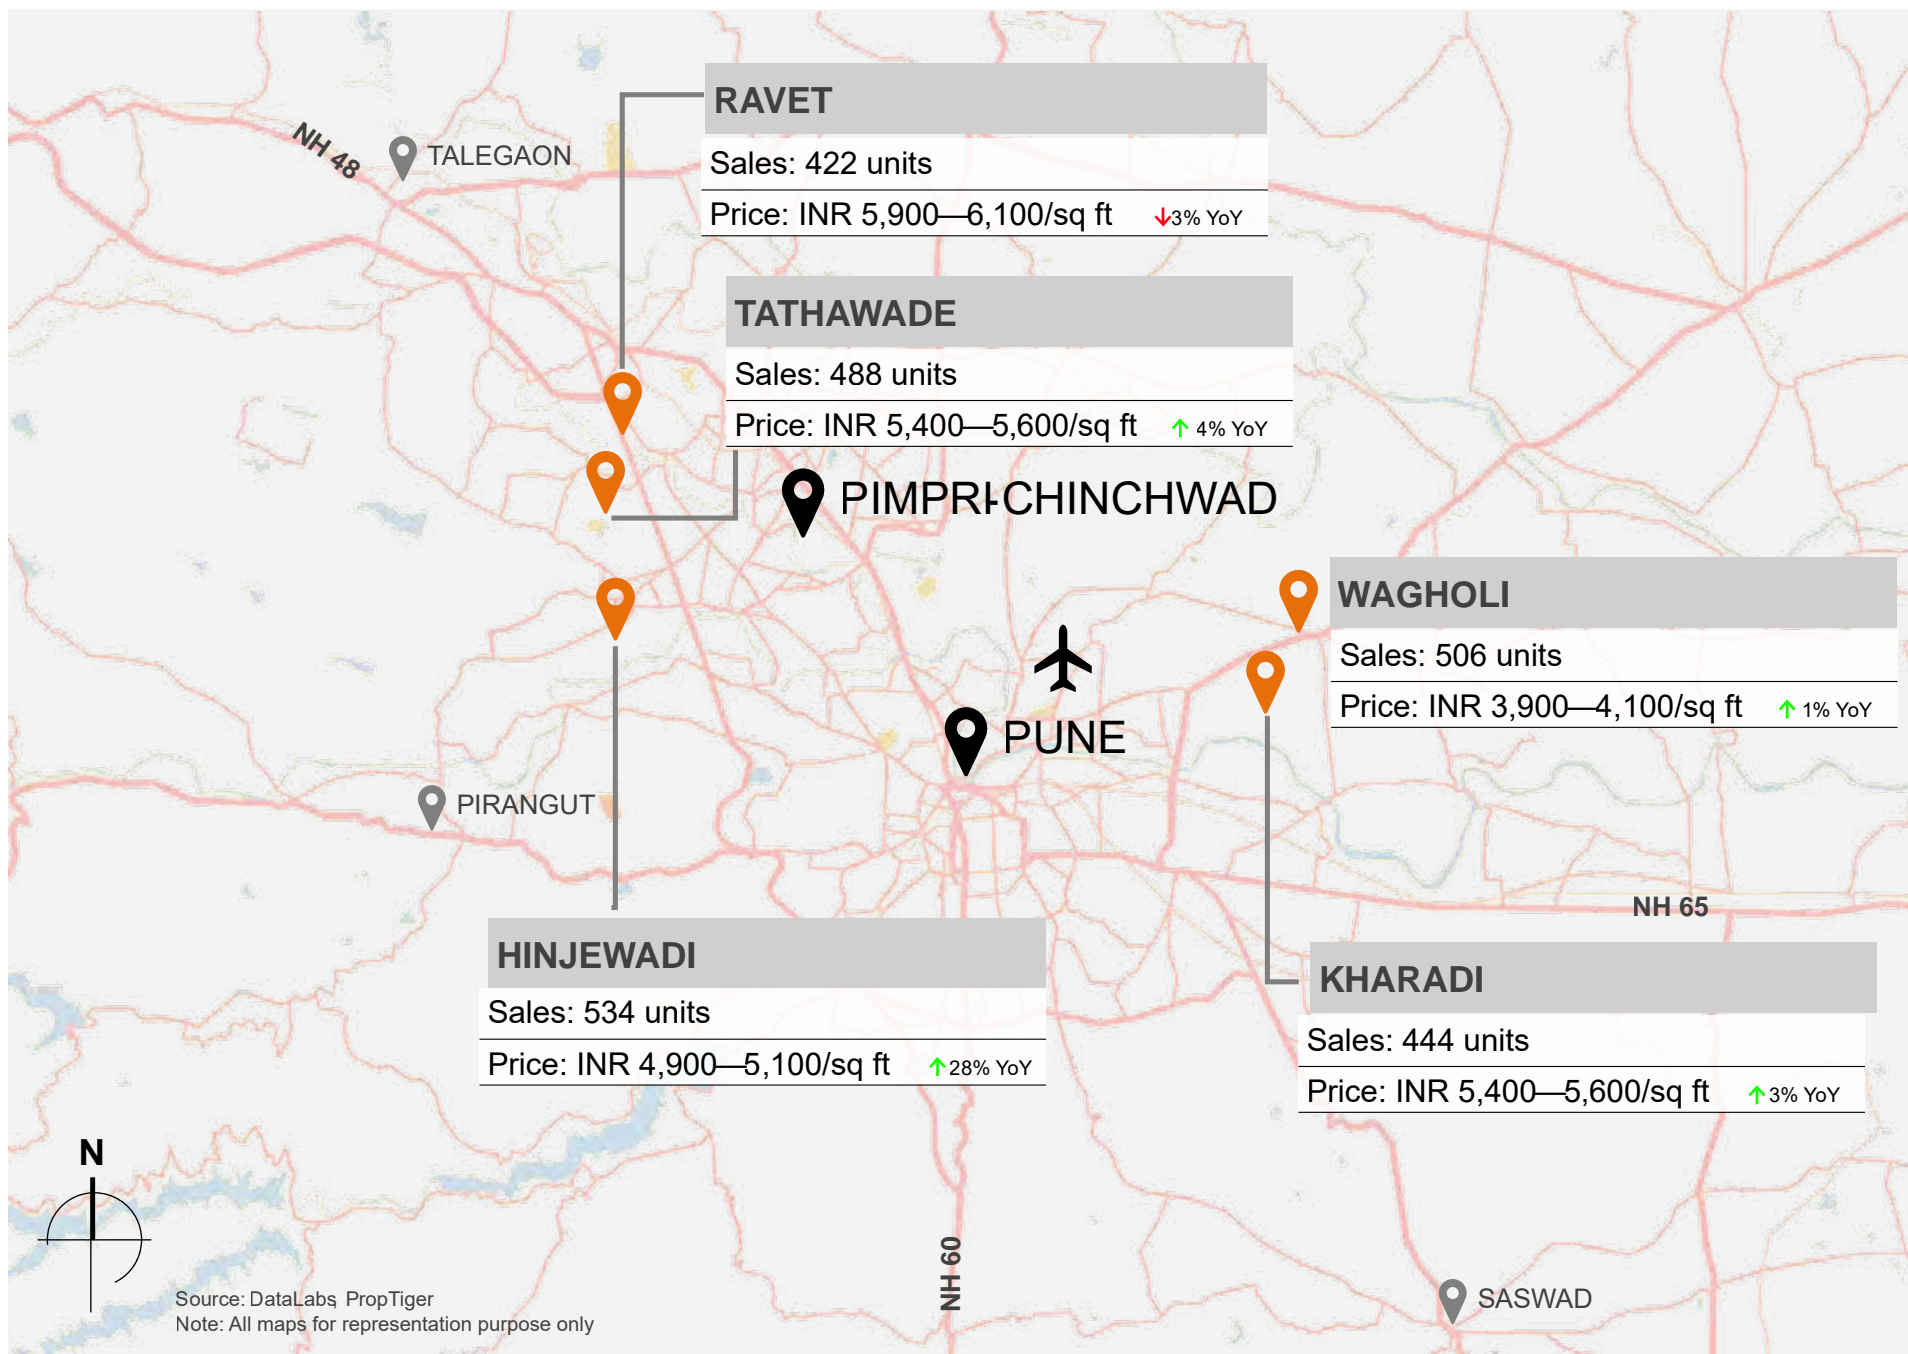 RAVET
Sales: 422 units
Price: INR 5,900—6,100/sq ft ↓3% YoY
NH 48
TALEGAON
TATHAWADE
Sales: 488 units
Price: INR 5,400—5,600/sq ft ↑ 4% YoY
PIMPRI-CHINCHWAD
WAGHOLI
Sales: 506 units
Price: INR 3,900—4,100/sq ft ↑ 1% YoY
PUNE
PIRANGUT
NH 65
HINJEWADI
Sales: 534 units
Price: INR 4,900—5,100/sq ft ↑28% YoY
KHARADI
Sales: 444 units
Price: INR 5,400—5,600/sq ft ↑3% YoY
N
NH 60
SASWAD
Source: DataLabs, PropTiger
Note: All maps for representation purpose only